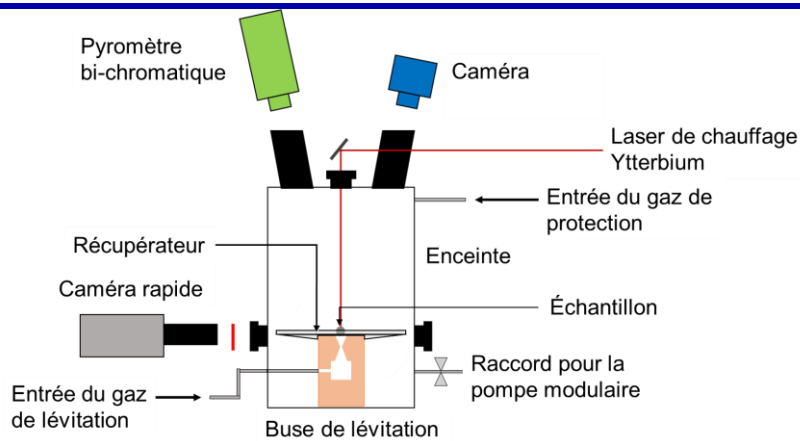 Pyromètre
bi-chromatique
Caméra
Laser de chauffage
Ytterbium
Entrée du gaz de
protection
Récupérateur
Enceinte
Caméra rapide
Échantillon
Raccord pour la
pompe modulaire
Entrée du gaz
de lévitation
Buse de lévitation